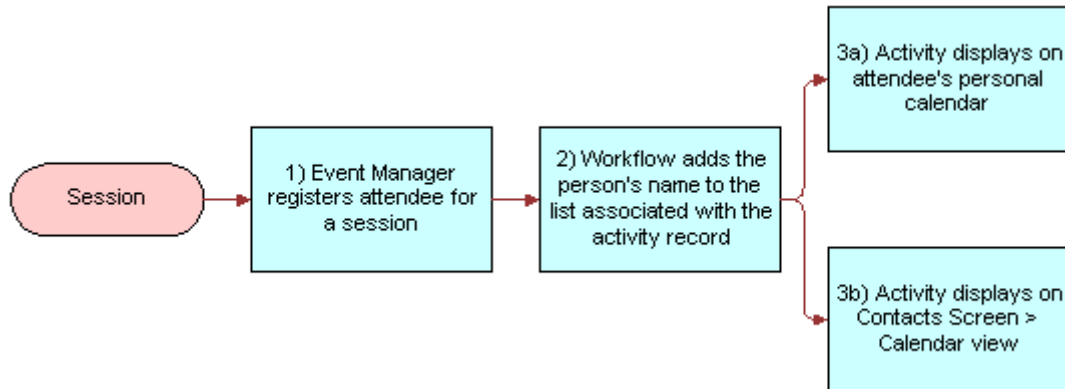 Session
1) Event Manager
registers attendee for
a session
2) Workflow adds the
person's name to the
list associated with the
activity record
3a) Activity displays on
attendee's personal
calendar
3b) Activity displays on
Contacts Screen >
Calendar view